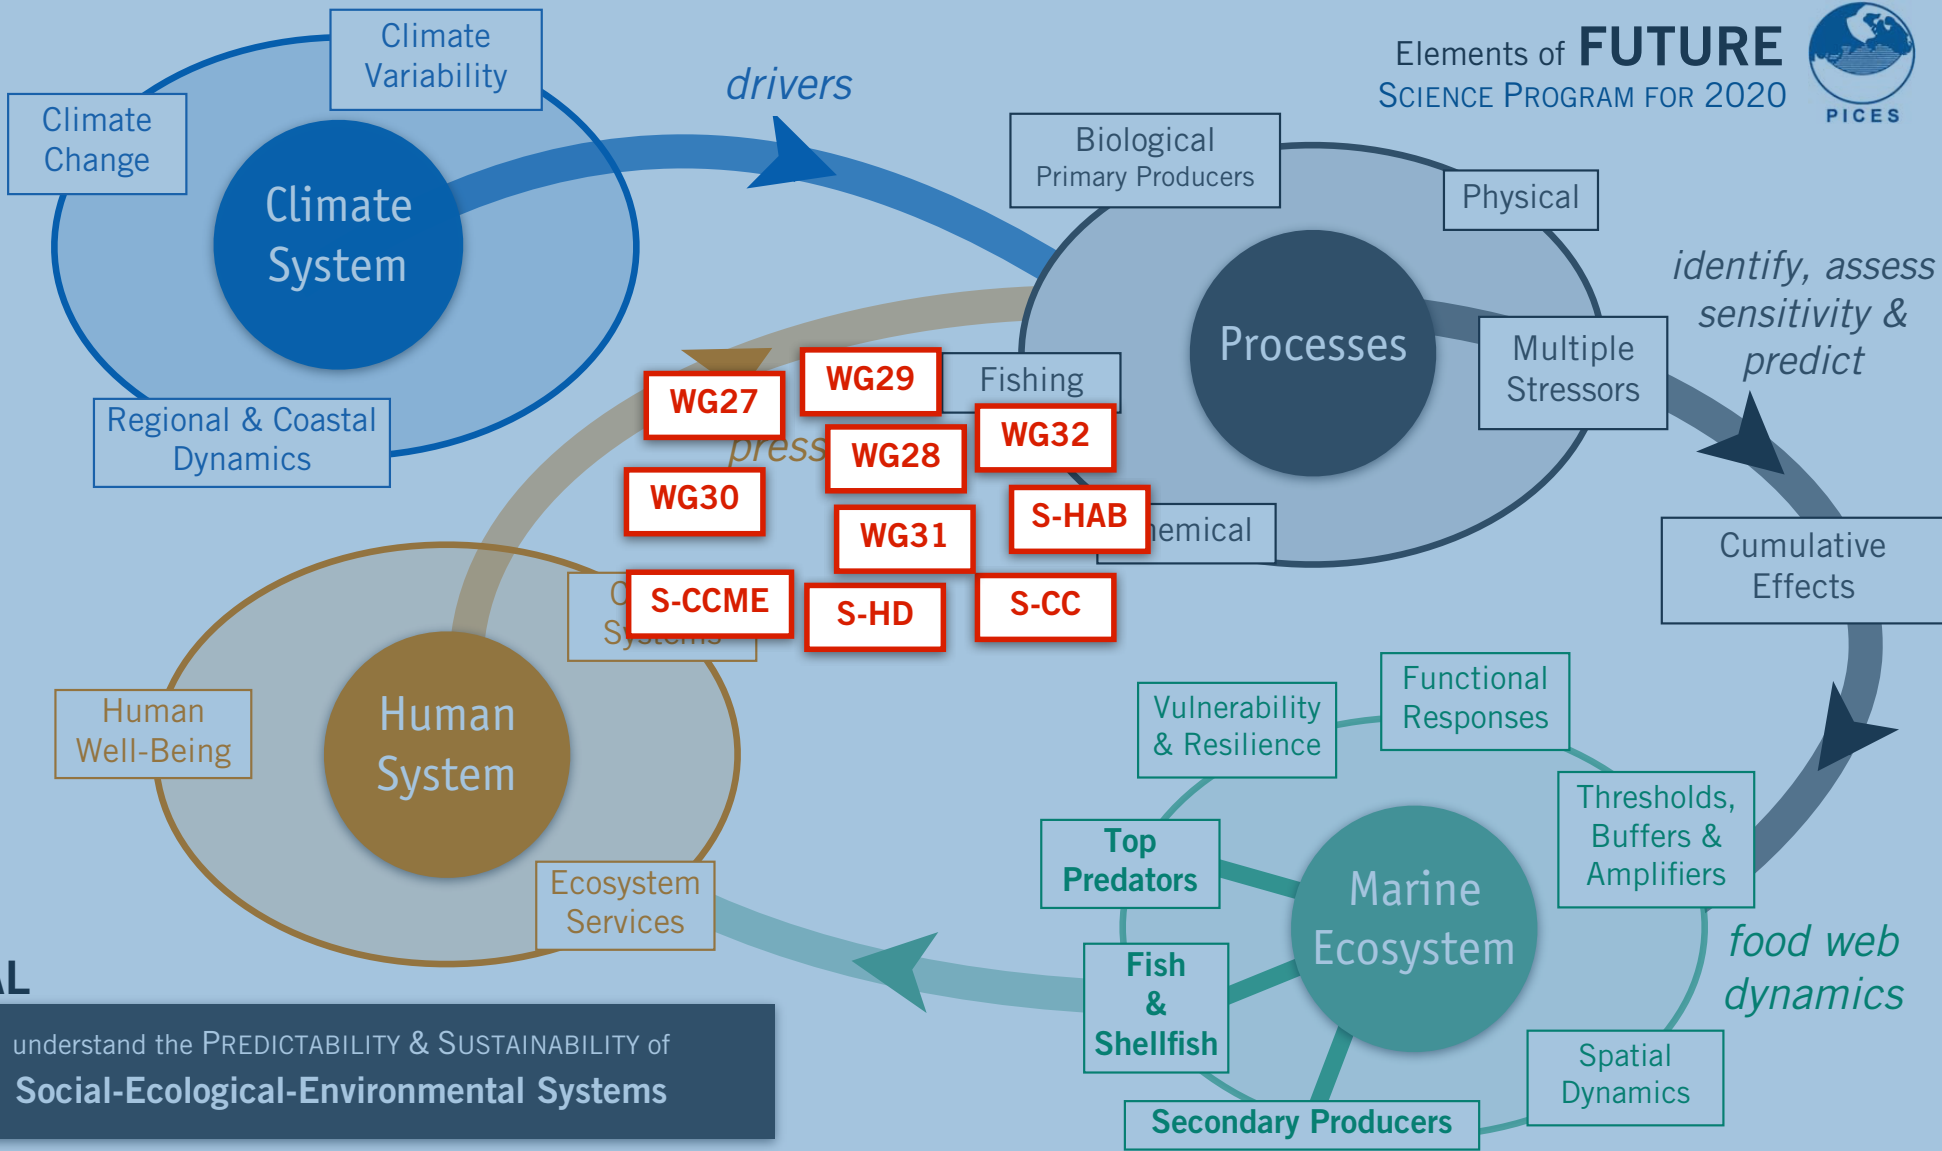 Elements of FUTURE
SCIENCE PROGRAM FOR 2020
PICES
Climate
Variability
Climate
Change
Climate
System
Regional & Coastal
Dynamics
drivers
Biological
Primary Producers
Physical
Processes
Multiple
Stressors
Fishing
identify, assess
sensitivity &
predict
Cumulative
Effects
WG27
WG29
WG28
WG32
WG30
WG31
S-HAB
S-CCME
S-HD
S-CC
press
hemical
Systems
Human
Well-Being
Human
System
Ecosystem
Services
Vulnerability
& Resilience
Functional
Responses
Thresholds,
Buffers &
Amplifiers
Top
Predators
Marine
Ecosystem
Fish
&
Shellfish
Secondary Producers
Spatial
Dynamics
food web
dynamics
AL
understand the PREDICTABILITY & SUSTAINABILITY of
Social-Ecological-Environmental Systems